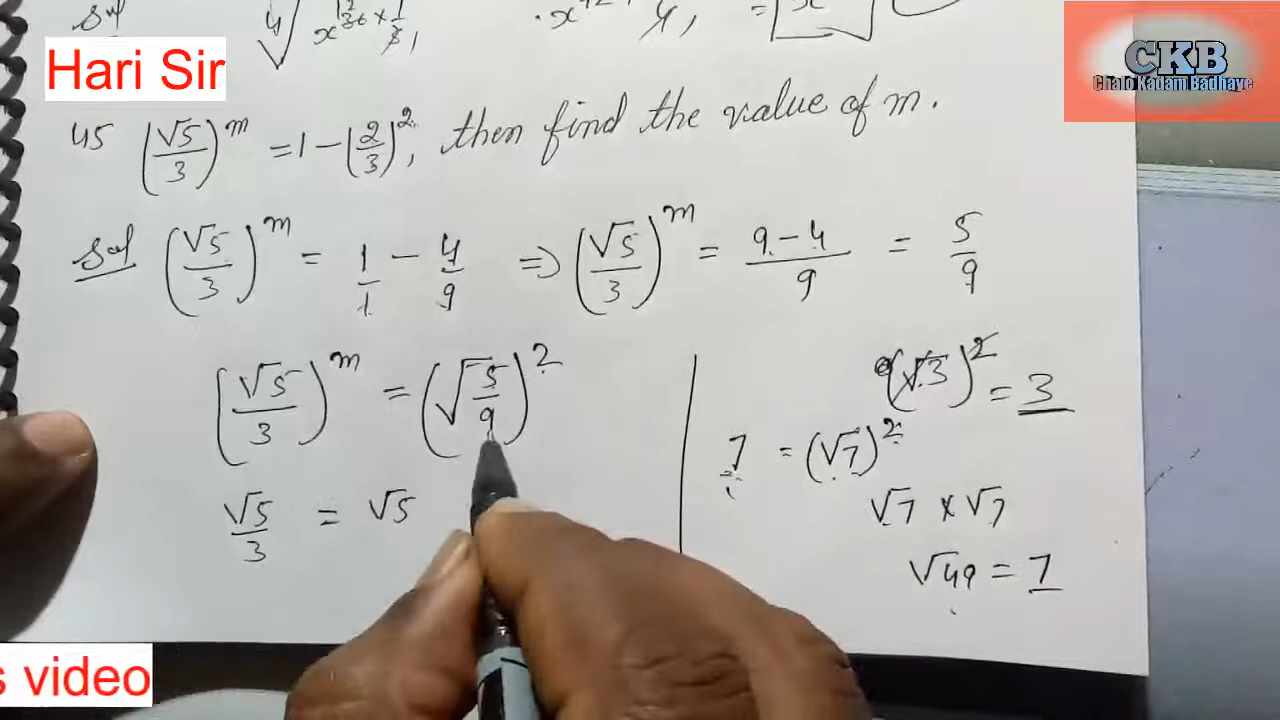 Sol
Hari Sir
CKB
Chalo Kadam Badhaye
45 (√5/3)^m = 1 - (2/3)^2, then find the value of m.
Sol (√5/3)^m = 1/1 - 4/9 ⇒ (√5/3)^m = 9-4/9 = 5/9
(√5/3)^m = (√5/9)^2
(√3)^2 = 3
7 = (√7)^2
√5/3 = √5
√7 × √7
√49 = 7
s video